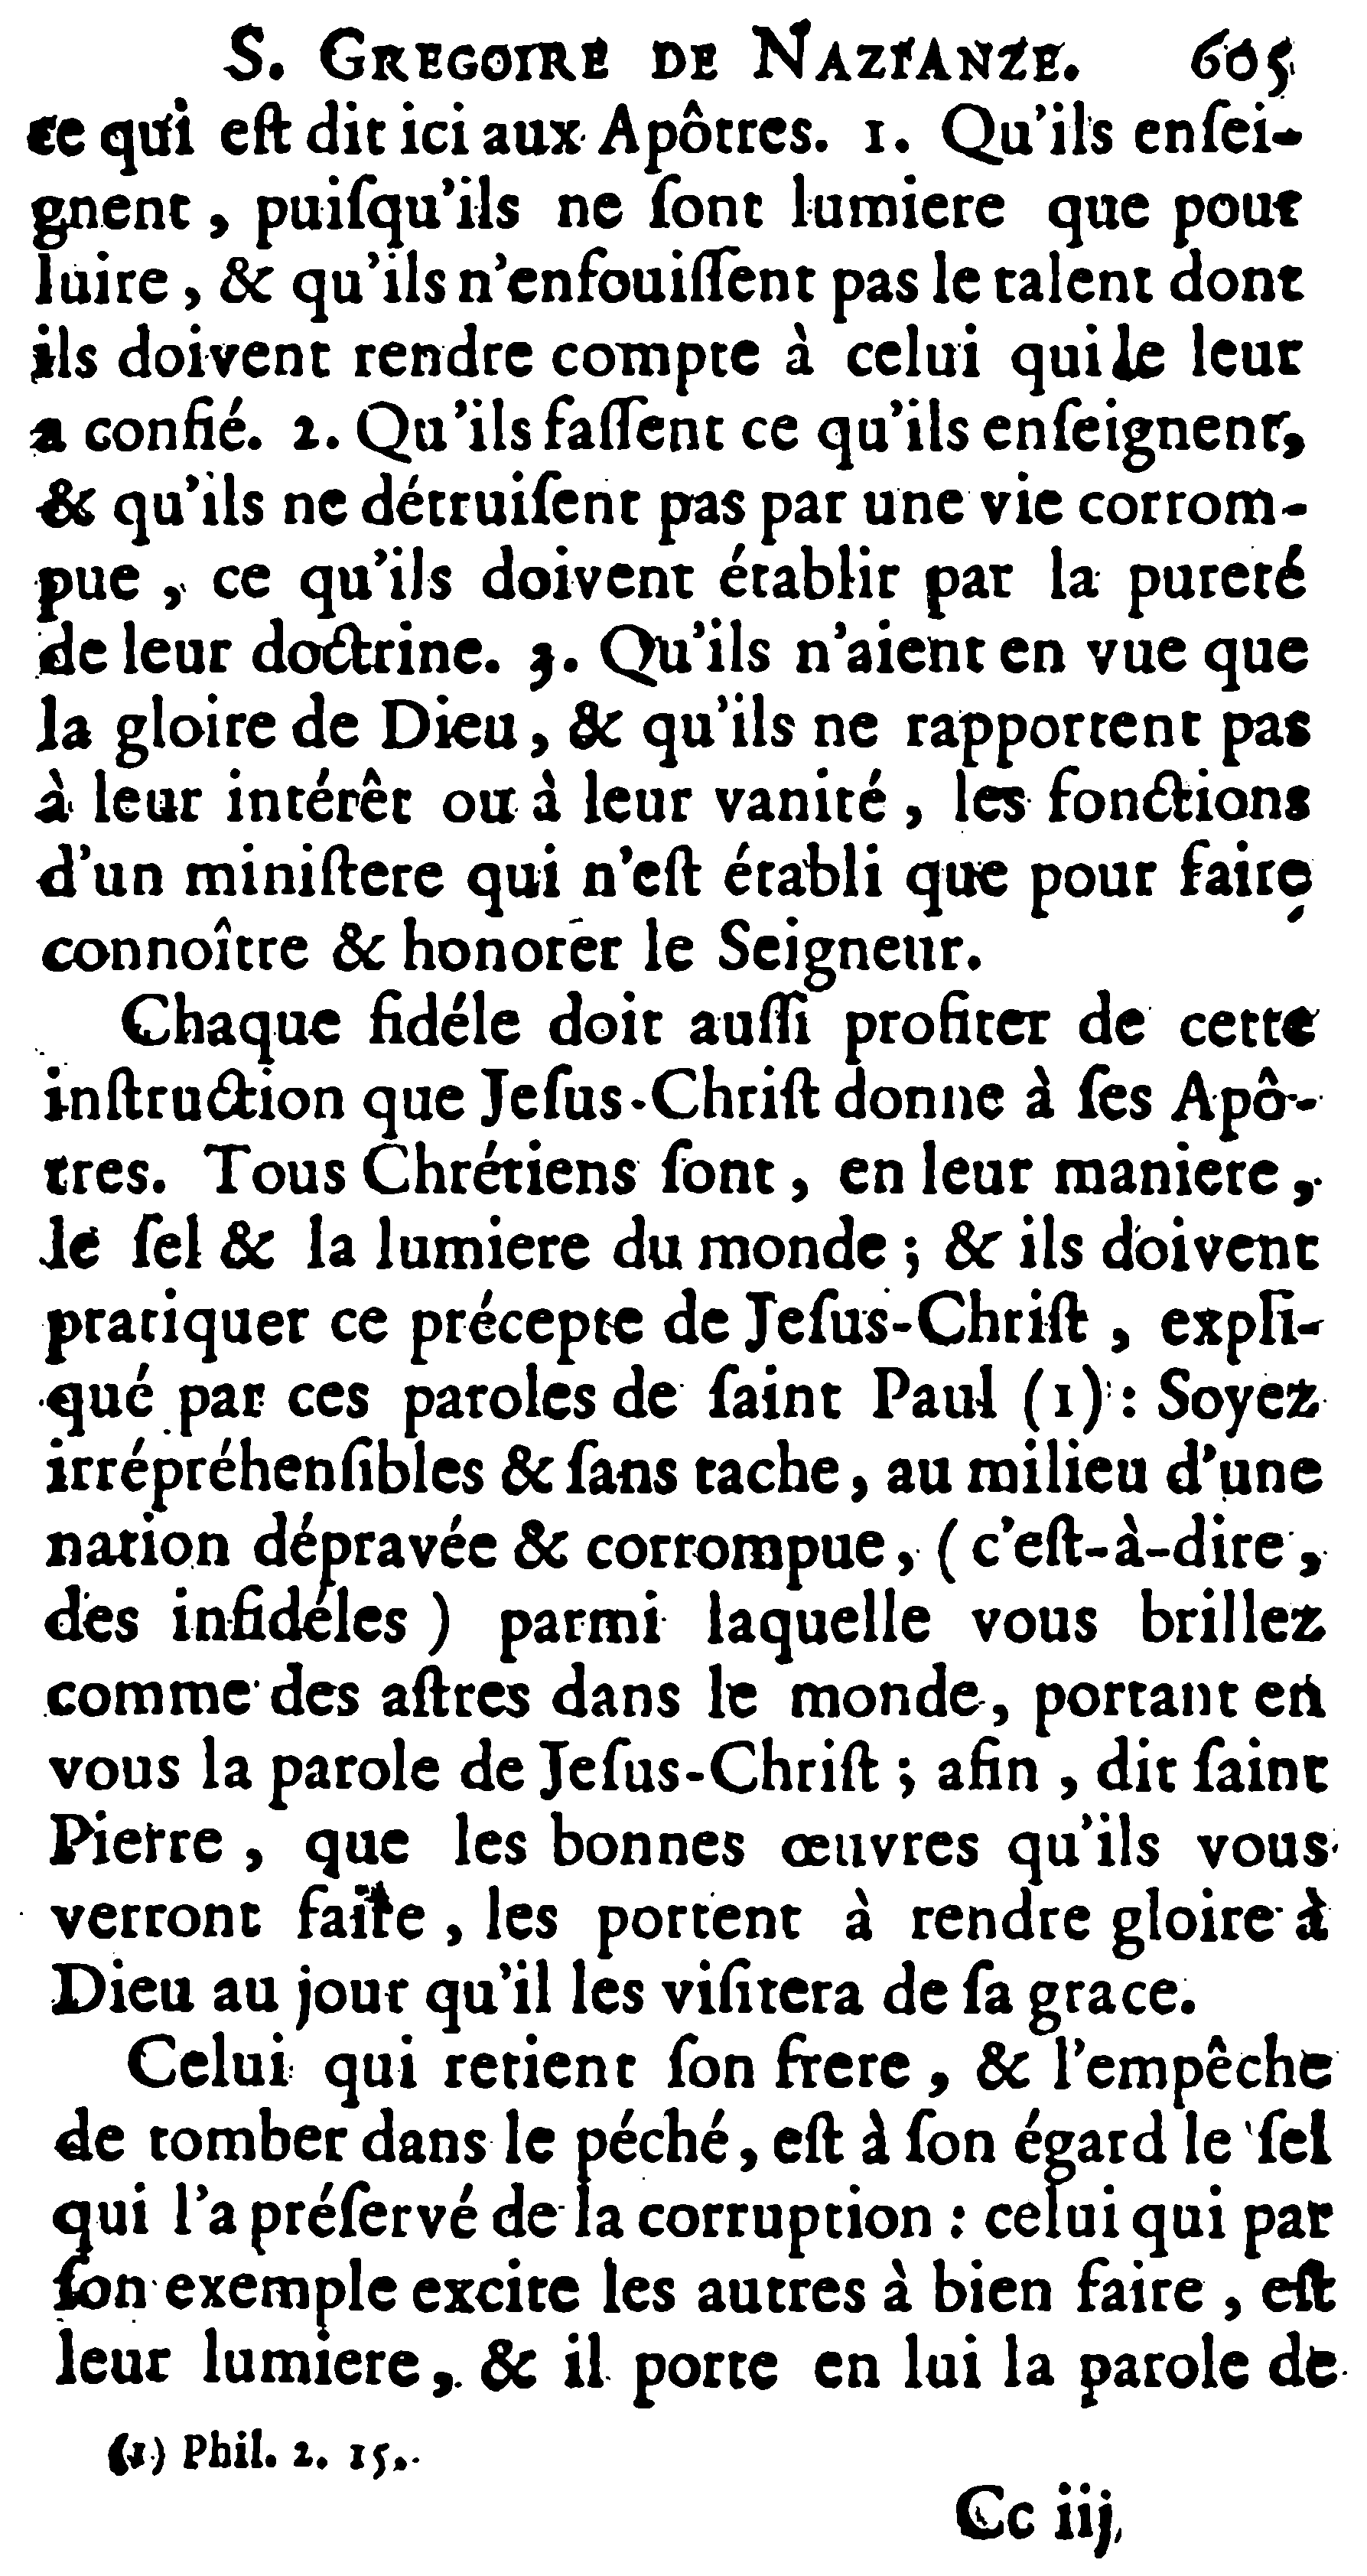 S. GREGOIRE DE NAZIANZE. 605
ce qui eſt dit ici aux Apôtres. 1. Qu'ils enſei-
gnent, puiſqu'ils ne ſont lumiere que pour
luire, & qu'ils n'enfouiſſent pas le talent dont
ils doivent rendre compte à celui qui le leur
a confié. 2. Qu'ils faſſent ce qu'ils enſeignent,
& qu'ils ne détruiſent pas par une vie corrom-
pue, ce qu'ils doivent établir par la pureté
de leur doctrine. 3. Qu'ils n'aient en vue que
la gloire de Dieu, & qu'ils ne rapportent pas
à leur intérêt ou à leur vanité, les fonctions
d'un miniſtere qui n'eſt établi que pour faire
connoître & honorer le Seigneur.
Chaque fidéle doit auſſi profiter de cette
inſtruction que Jeſus-Chriſt donne à ſes Apô-
tres. Tous Chrétiens ſont, en leur maniere,
le ſel & la lumiere du monde; & ils doivent
pratiquer ce précepte de Jeſus-Chriſt, expli-
qué par ces paroles de ſaint Paul (1): Soyez
irrépréhenſibles & ſans tache, au milieu d'une
nation dépravée & corrompue, (c'eſt-à-dire,
des infidéles) parmi laquelle vous brillez
comme des aſtres dans le monde, portant en
vous la parole de Jeſus-Chriſt; afin, dit ſaint
Pierre, que les bonnes œuvres qu'ils vous
verront faire, les portent à rendre gloire à
Dieu au jour qu'il les viſitera de ſa grace.
Celui qui retient ſon frere, & l'empêche
de tomber dans le péché, eſt à ſon égard le ſel
qui l'a préſervé de la corruption: celui qui par
ſon exemple excite les autres à bien faire, eſt
leur lumiere, & il porte en lui la parole de
(1) Phil. 2. 15.
Cc iij